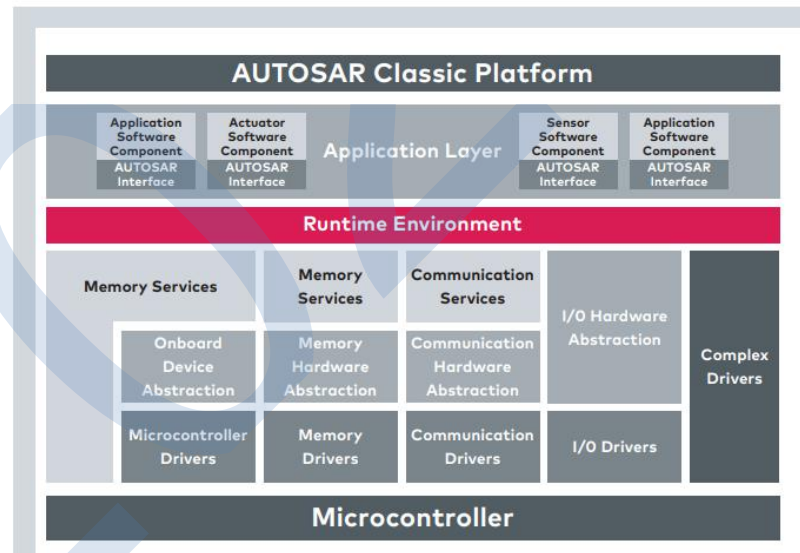 AUTOSAR Classic Platform
Application
Software
Component
AUTOSAR
Interface
Actuator
Software
Component
AUTOSAR
Interface
Application Layer
Sensor
Software
Component
AUTOSAR
Interface
Application
Software
Component
AUTOSAR
Interface
Runtime Environment
Memory Services
Memory
Services
Communication
Services
I/O Hardware
Abstraction
Complex
Drivers
Onboard
Device
Abstraction
Memory
Hardware
Abstraction
Communication
Hardware
Abstraction
Microcontroller
Drivers
Memory
Drivers
Communication
Drivers
I/O Drivers
Microcontroller